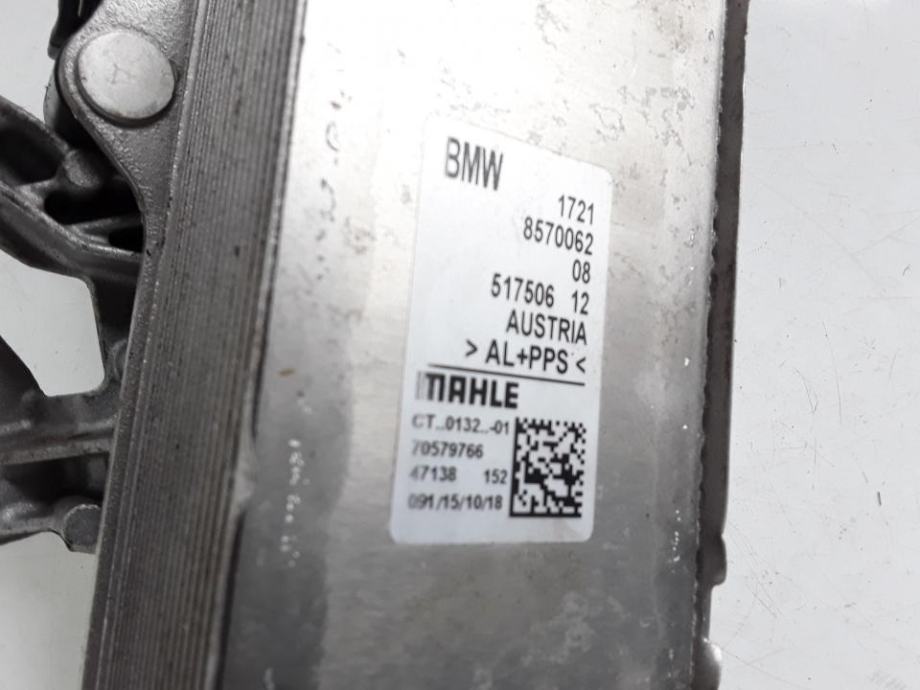 BMW
1721
8570062
08
517506 12
AUSTRIA
> AL+PPS <
MAHLE
CT..0132..-01
70579766
47138 152
091/15/10/18